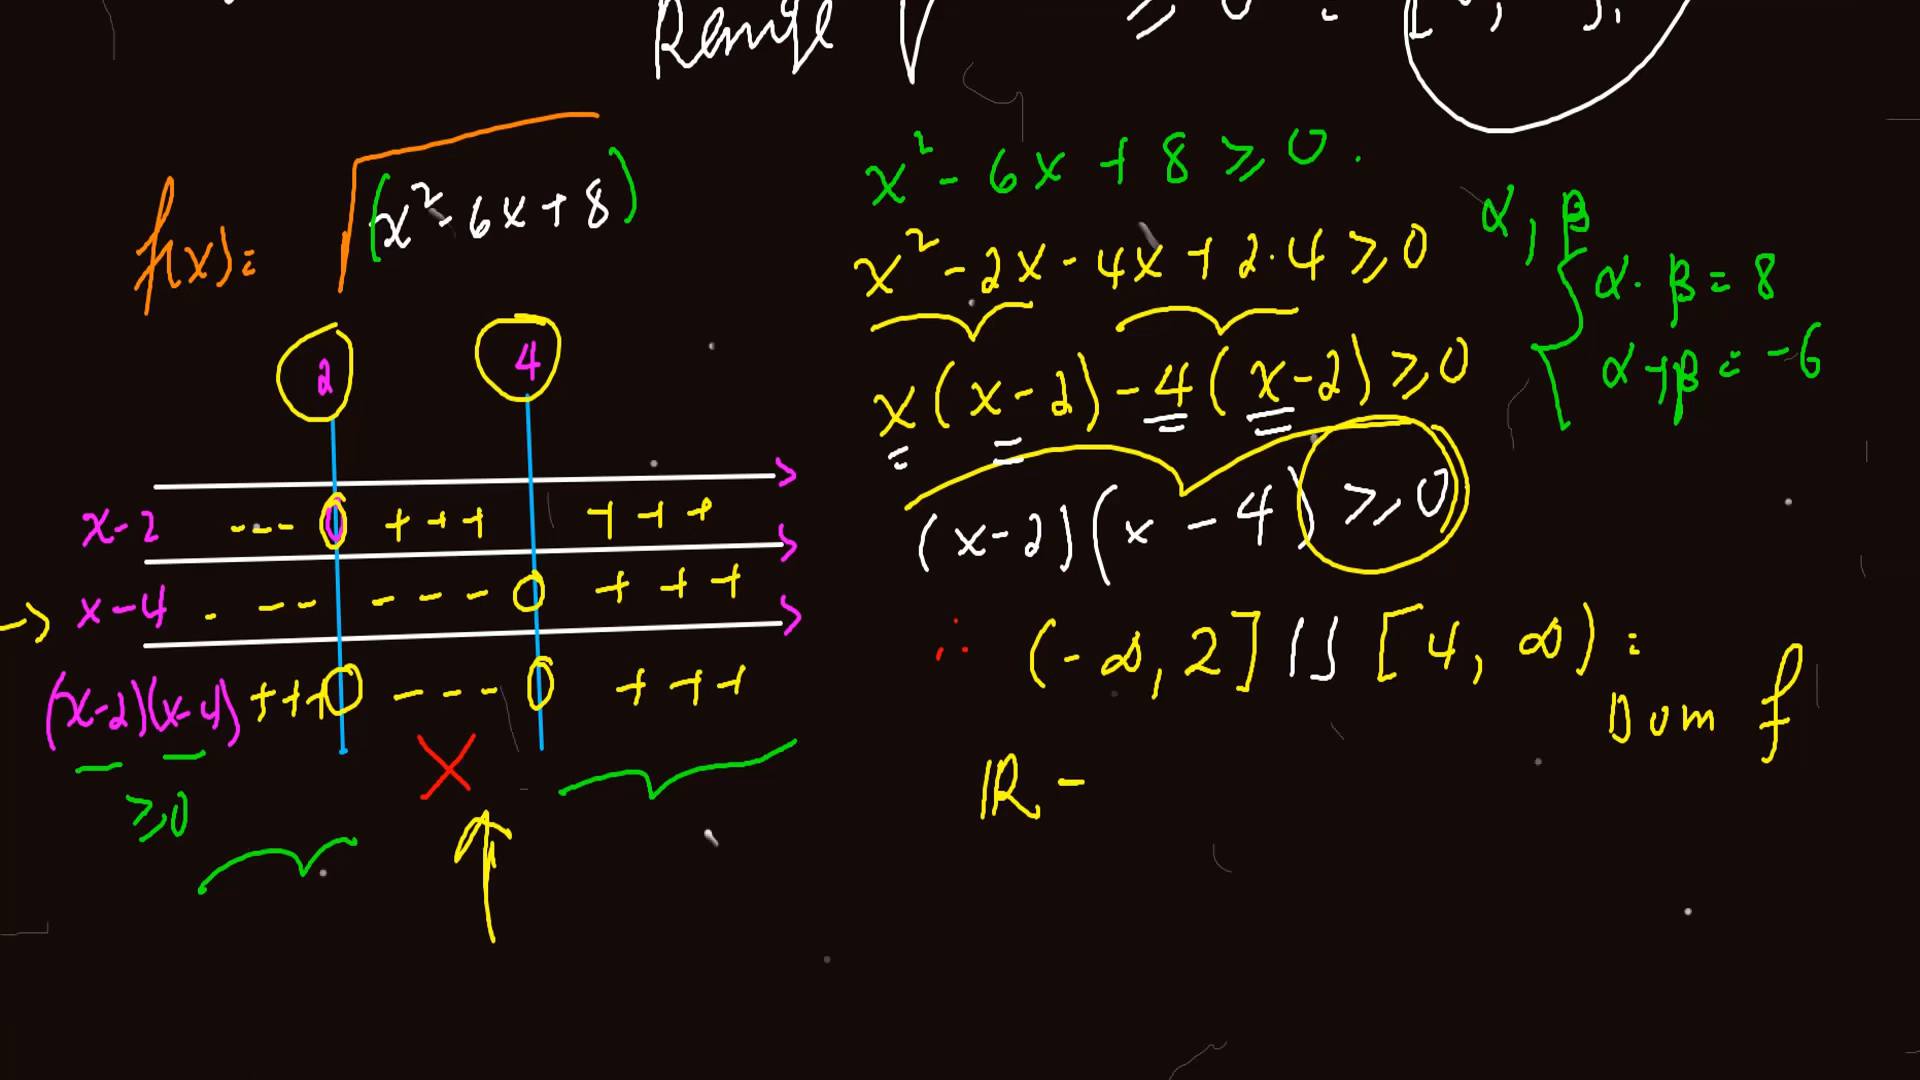 Range
≥ 0 :
f(x) = √(x² - 6x + 8)
x² - 6x + 8 ≥ 0 .
x² - 2x - 4x + 2·4 ≥ 0
x(x-2) - 4(x-2) ≥ 0
(x-2)(x-4) ≥ 0
∴ (-∞, 2] ∪ [4, ∞) =
Dom f
ℝ -
α, β
α · β = 8
α + β = -6
2 4
x-2 --- 0 +++ +++
→ x-4 . -- --- 0 +++
(x-2)(x-4) +++ 0 --- 0 +++
≥0 X